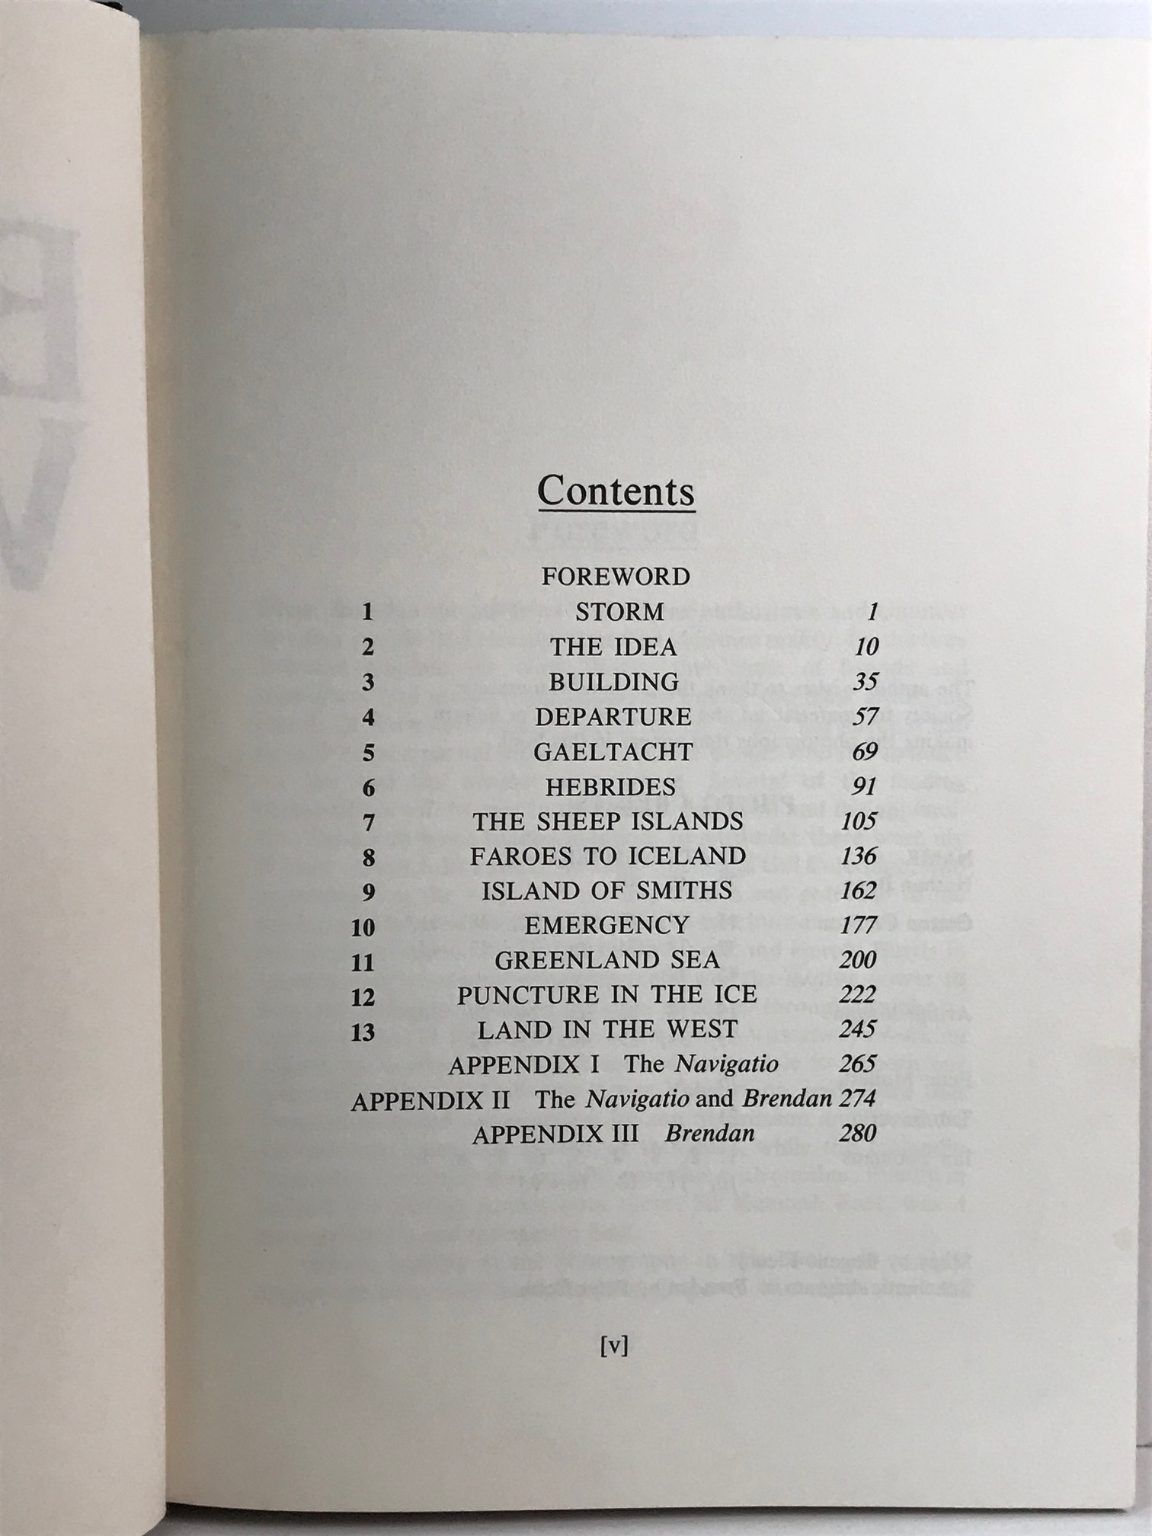 Contents
FOREWORD
1 STORM 1
2 THE IDEA 10
3 BUILDING 35
4 DEPARTURE 57
5 GAELTACHT 69
6 HEBRIDES 91
7 THE SHEEP ISLANDS 105
8 FAROES TO ICELAND 136
9 ISLAND OF SMITHS 162
10 EMERGENCY 177
11 GREENLAND SEA 200
12 PUNCTURE IN THE ICE 222
13 LAND IN THE WEST 245
APPENDIX I The Navigatio 265
APPENDIX II The Navigatio and Brendan 274
APPENDIX III Brendan 280
[v]